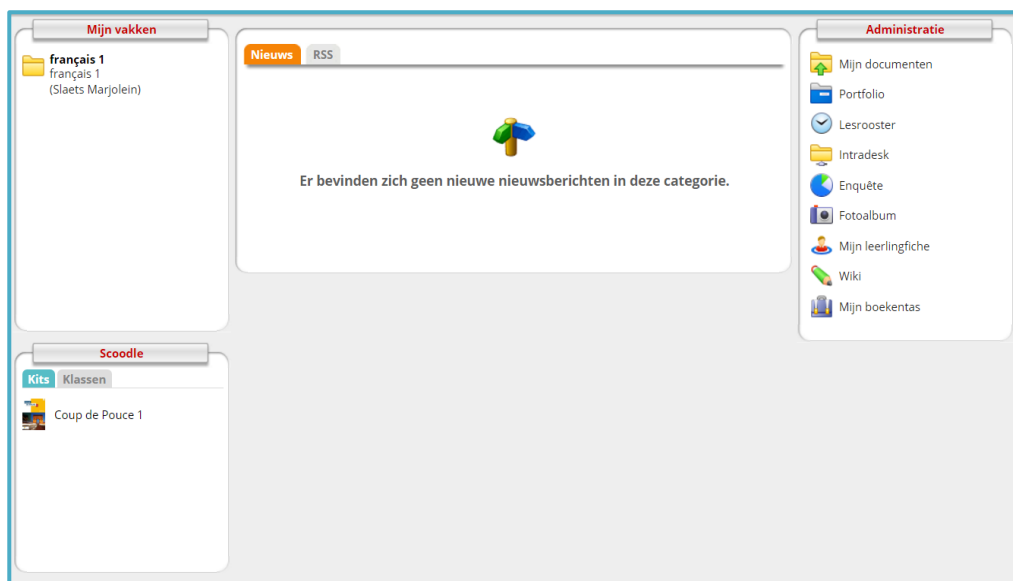 Mijn vakken
français 1
français 1
(Slaets Marjolein)
Nieuws RSS
Er bevinden zich geen nieuwe nieuwsberichten in deze categorie.
Administratie
Mijn documenten
Portfolio
Lesrooster
Intradesk
Enquête
Fotoalbum
Mijn leerlingfiche
Wiki
Mijn boekentas
Scoodle
Kits Klassen
Coup de Pouce 1